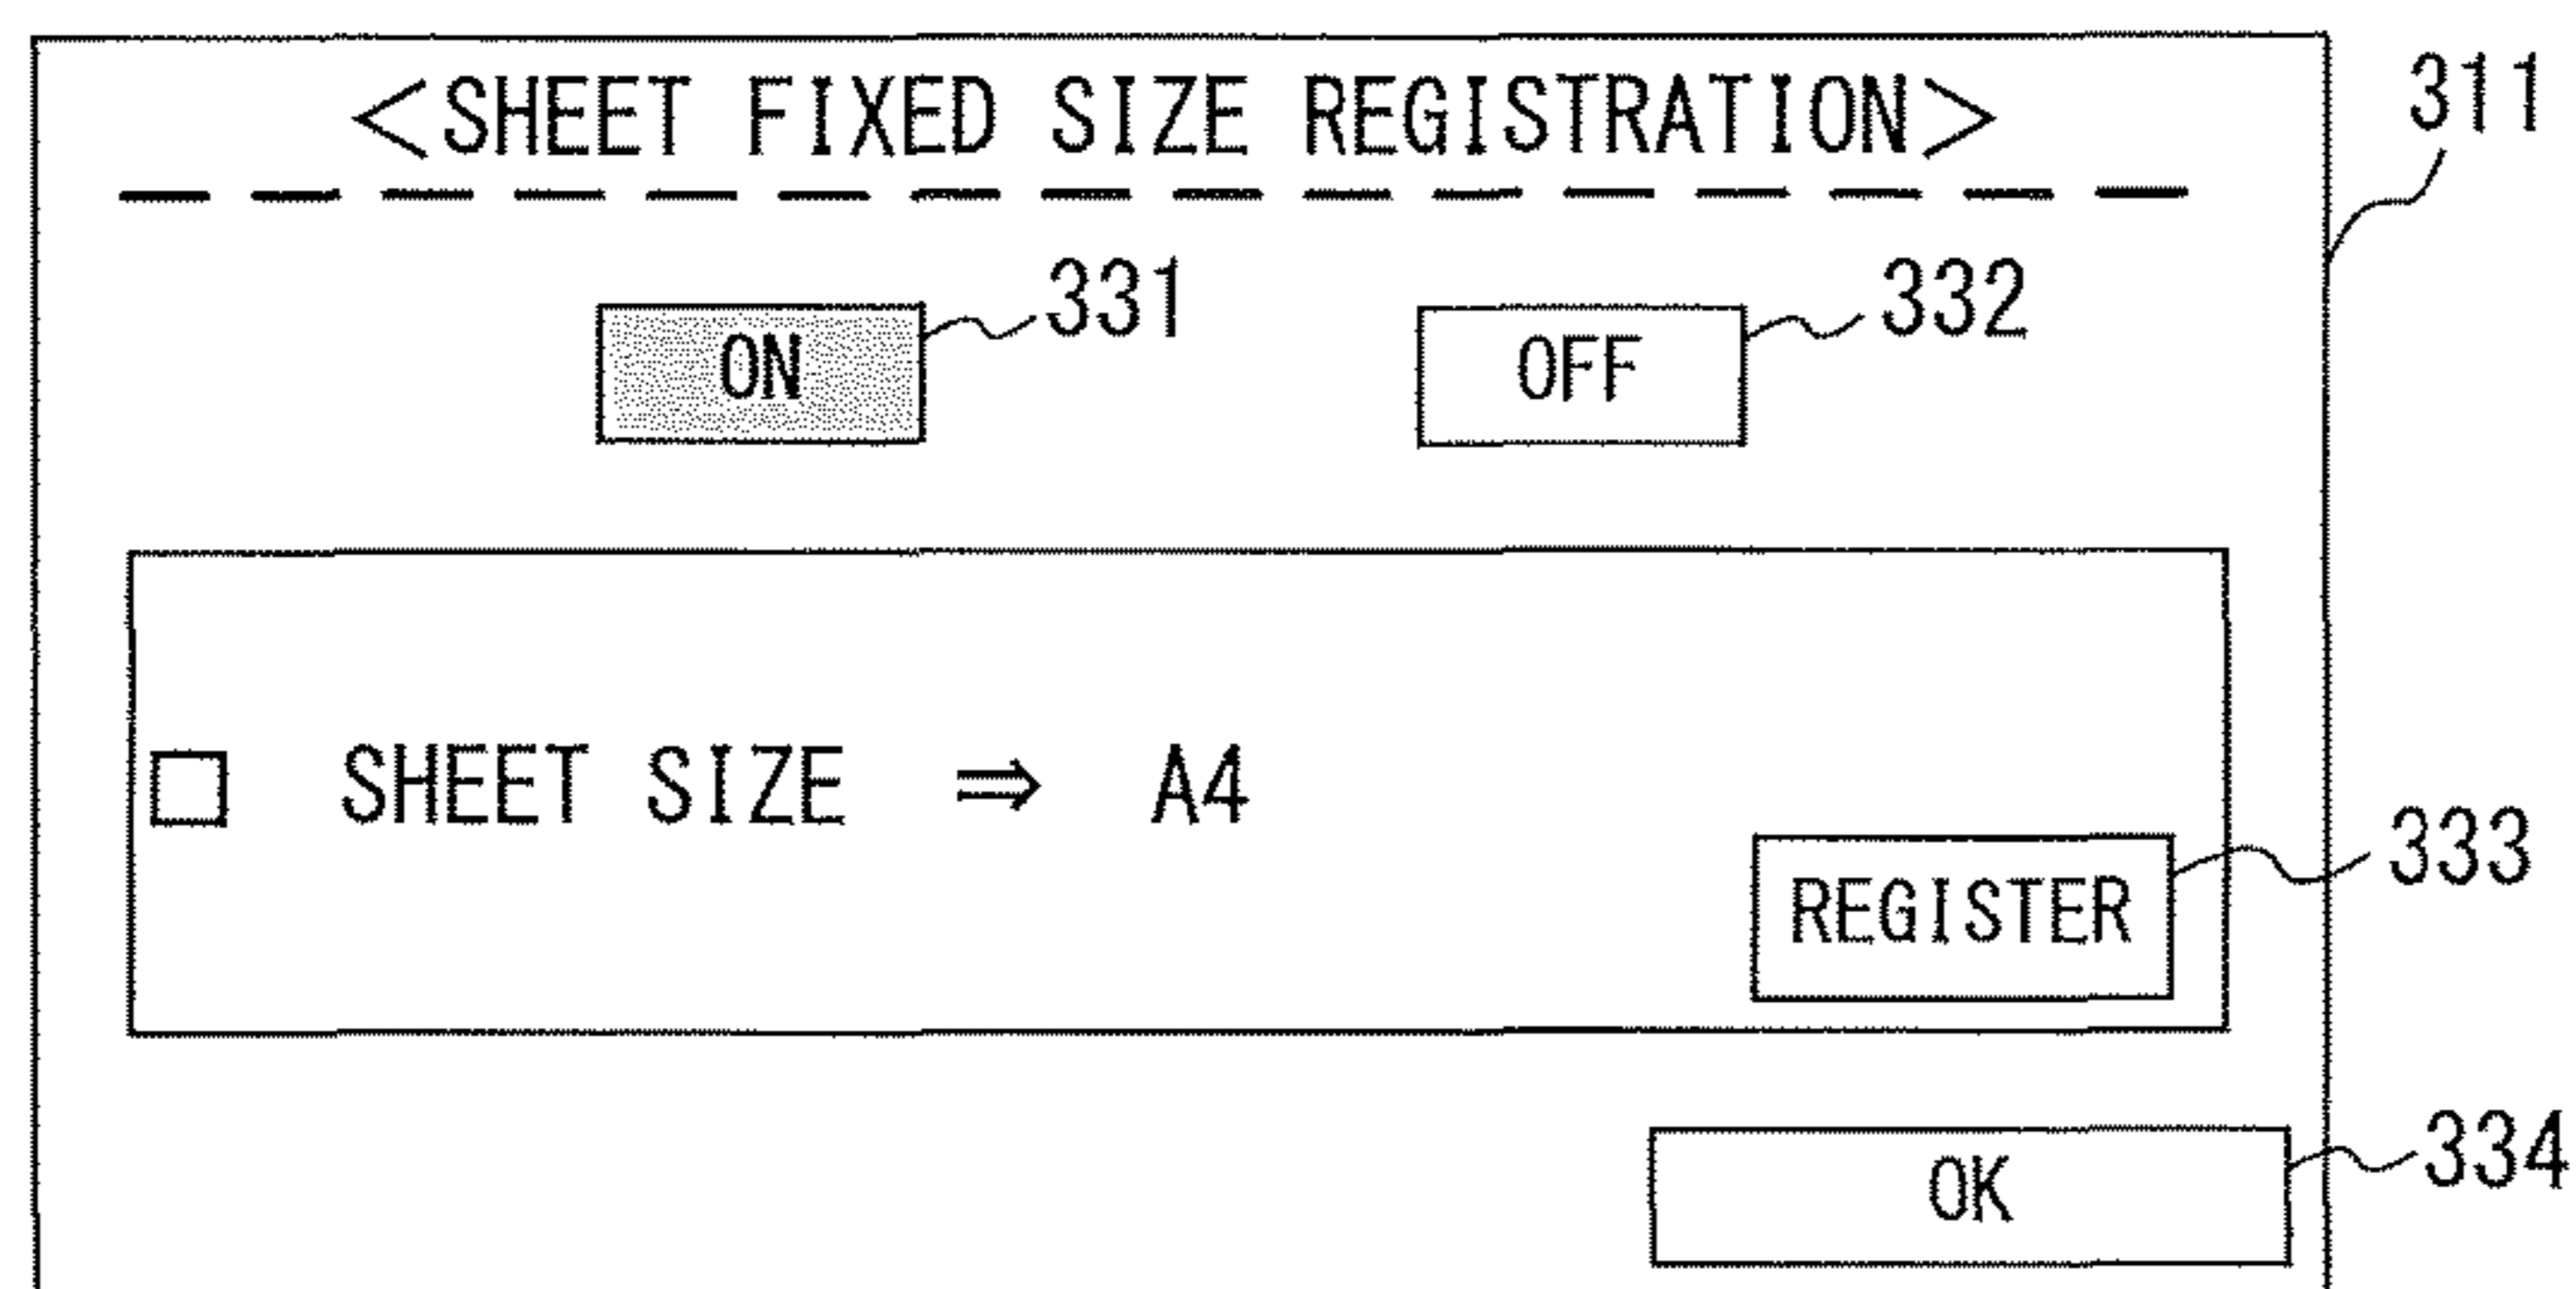 <SHEET FIXED SIZE REGISTRATION>
311
ON
331
OFF
332
SHEET SIZE ⇒ A4
REGISTER
333
OK
334